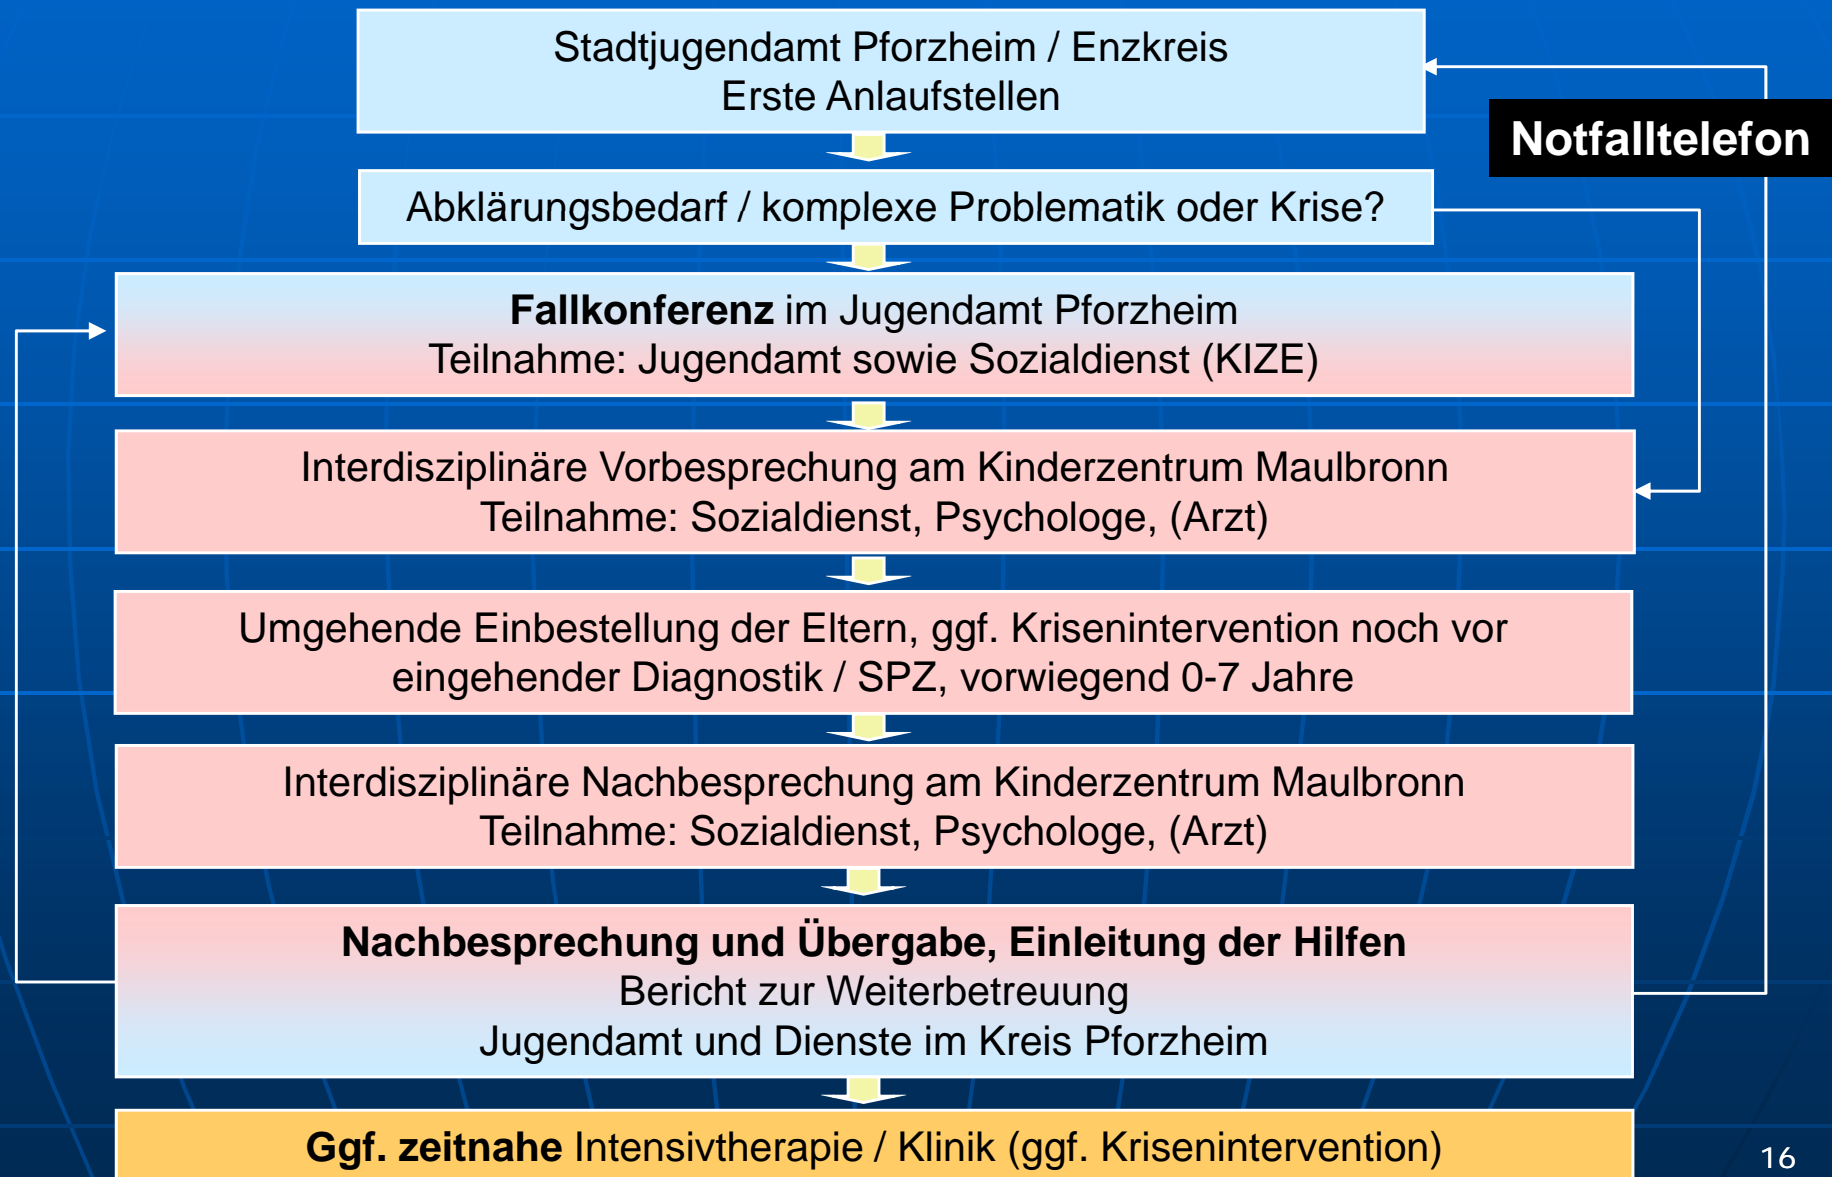 Stadtjugendamt Pforzheim / Enzkreis
Erste Anlaufstellen
Notfalltelefon
Abklärungsbedarf / komplexe Problematik oder Krise?
Fallkonferenz im Jugendamt Pforzheim
Teilnahme: Jugendamt sowie Sozialdienst (KIZE)
Interdisziplinäre Vorbesprechung am Kinderzentrum Maulbronn
Teilnahme: Sozialdienst, Psychologe, (Arzt)
Umgehende Einbestellung der Eltern, ggf. Krisenintervention noch vor
eingehender Diagnostik / SPZ, vorwiegend 0-7 Jahre
Interdisziplinäre Nachbesprechung am Kinderzentrum Maulbronn
Teilnahme: Sozialdienst, Psychologe, (Arzt)
Nachbesprechung und Übergabe, Einleitung der Hilfen
Bericht zur Weiterbetreuung
Jugendamt und Dienste im Kreis Pforzheim
Ggf. zeitnahe Intensivtherapie / Klinik (ggf. Krisenintervention)
16